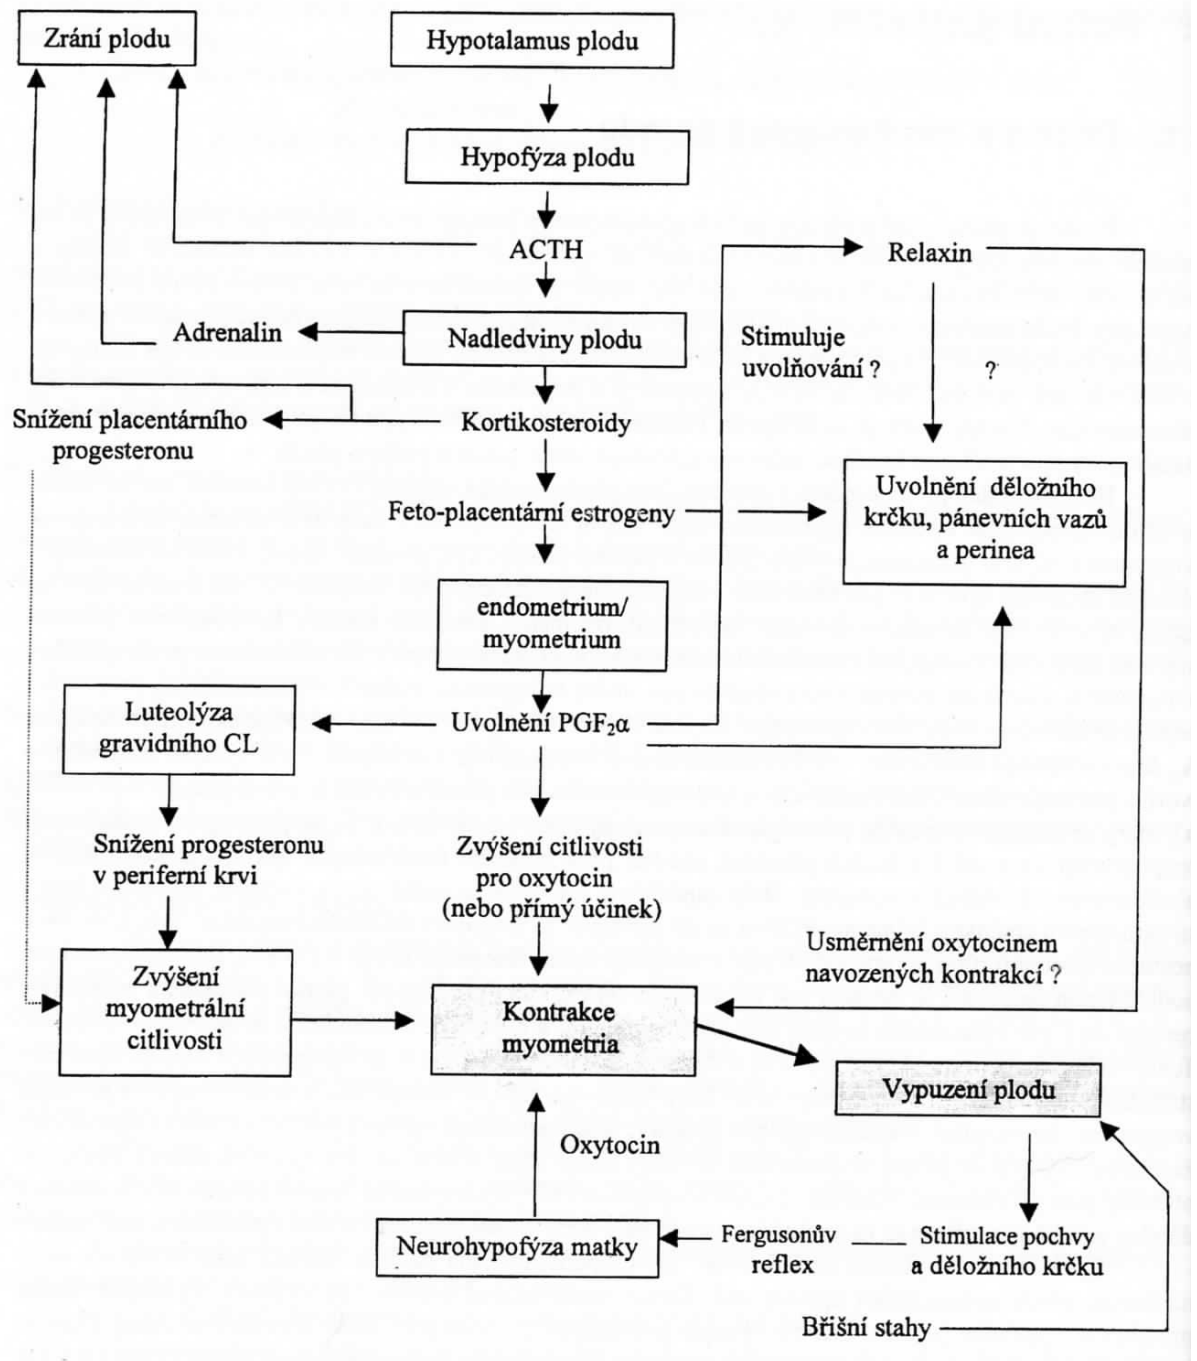 Zrání plodu
Hypotalamus plodu
Hypofýza plodu
ACTH
Relaxin
Adrenalin
Nadledviny plodu
Stimuluje
uvolňování ?
?
Snížení placentárního
progesteronu
Kortikosteroidy
Feto-placentární estrogeny
Uvolnění děložního
krčku, pánevních vazů
a perinea
endometrium/
myometrium
Luteolýza
gravidního CL
Uvolnění PGF₂α
Snížení progesteronu
v periferní krvi
Zvýšení citlivosti
pro oxytocin
(nebo přímý účinek)
Usměrnění oxytocinem
navozených kontrakcí ?
Zvýšení
myometrální
citlivosti
Kontrakce
myometria
Vypuzení plodu
Oxytocin
Neurohypofýza matky
Fergusonův
reflex
Stimulace pochvy
a děložního krčku
Břišní stahy